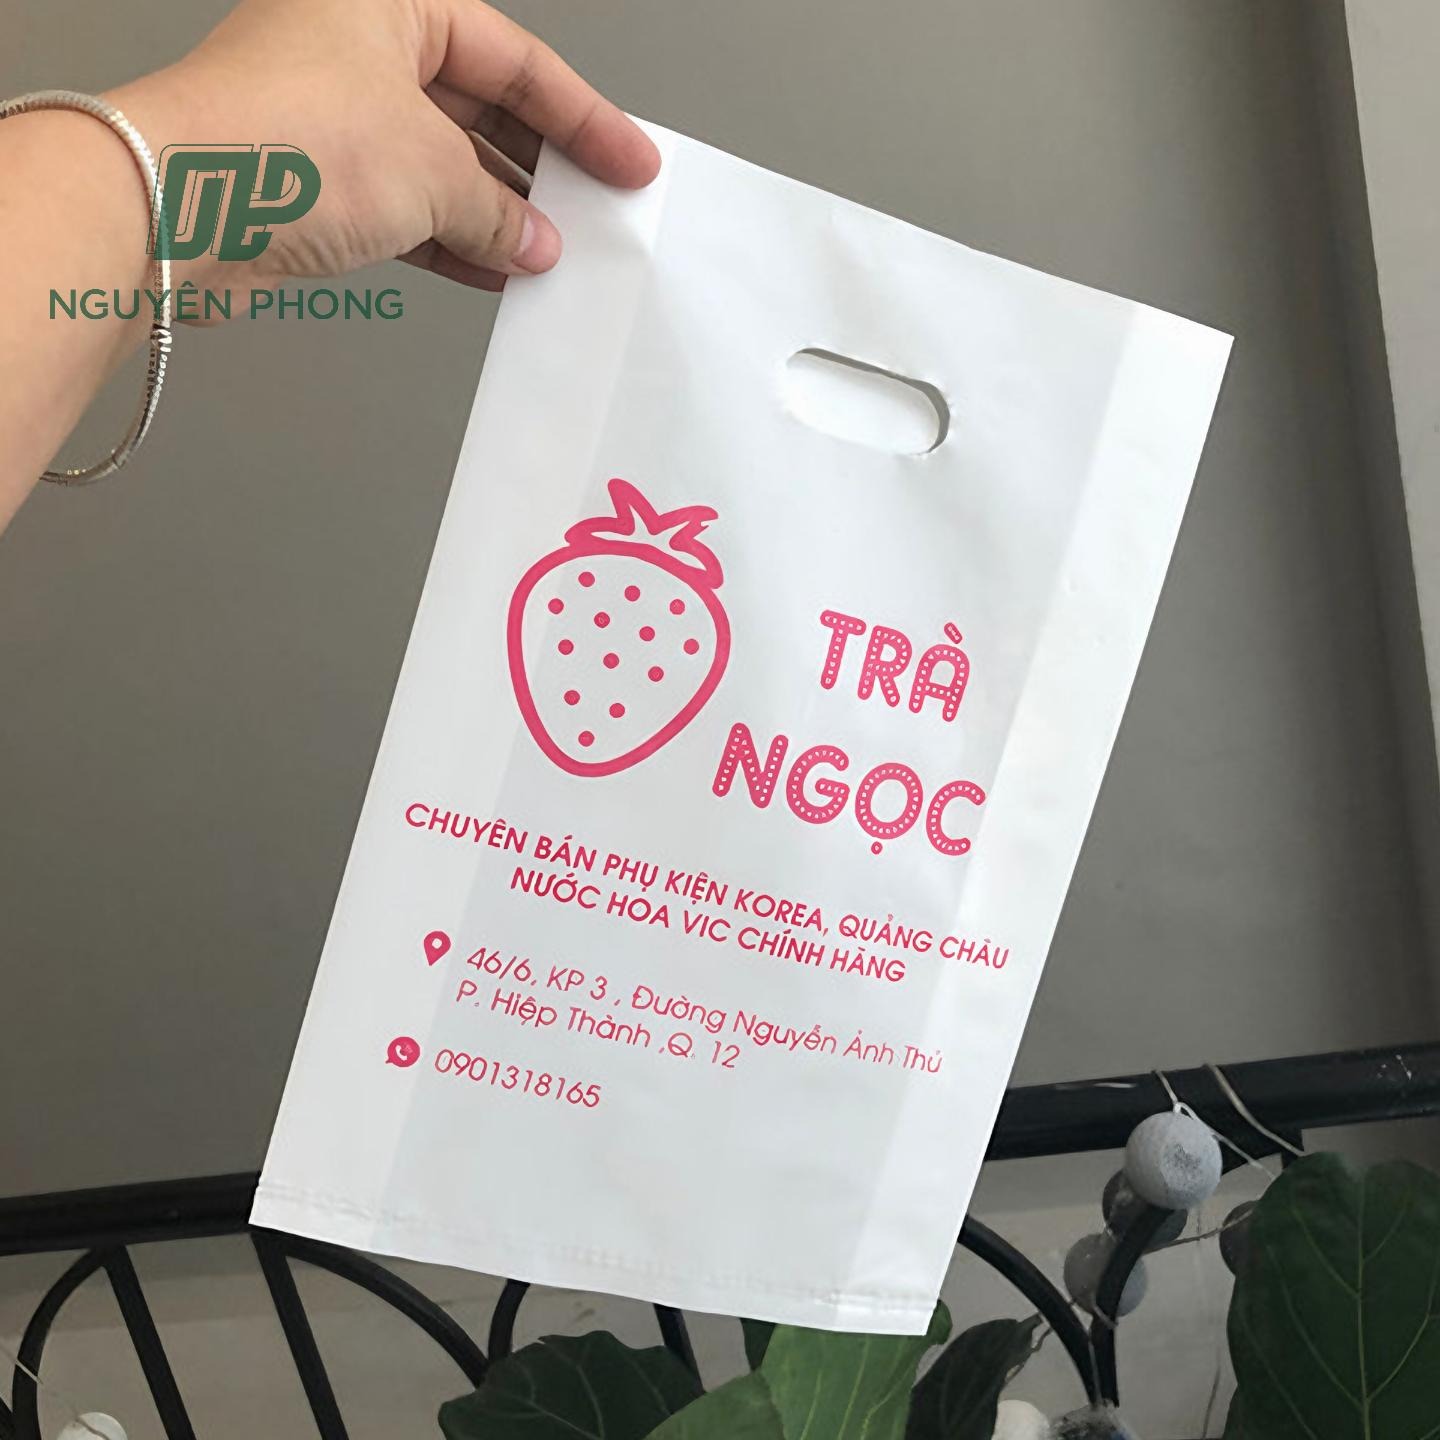 NGUYÊN PHONG
TRÀ
NGỌC
CHUYÊN BÁN PHỤ KIỆN KOREA, QUẢNG CHÂU
NƯỚC HOA VIC CHÍNH HÃNG
46/6, KP 3 , Đường Nguyễn Ảnh Thủ
P. Hiệp Thành ,Q. 12
0901318165